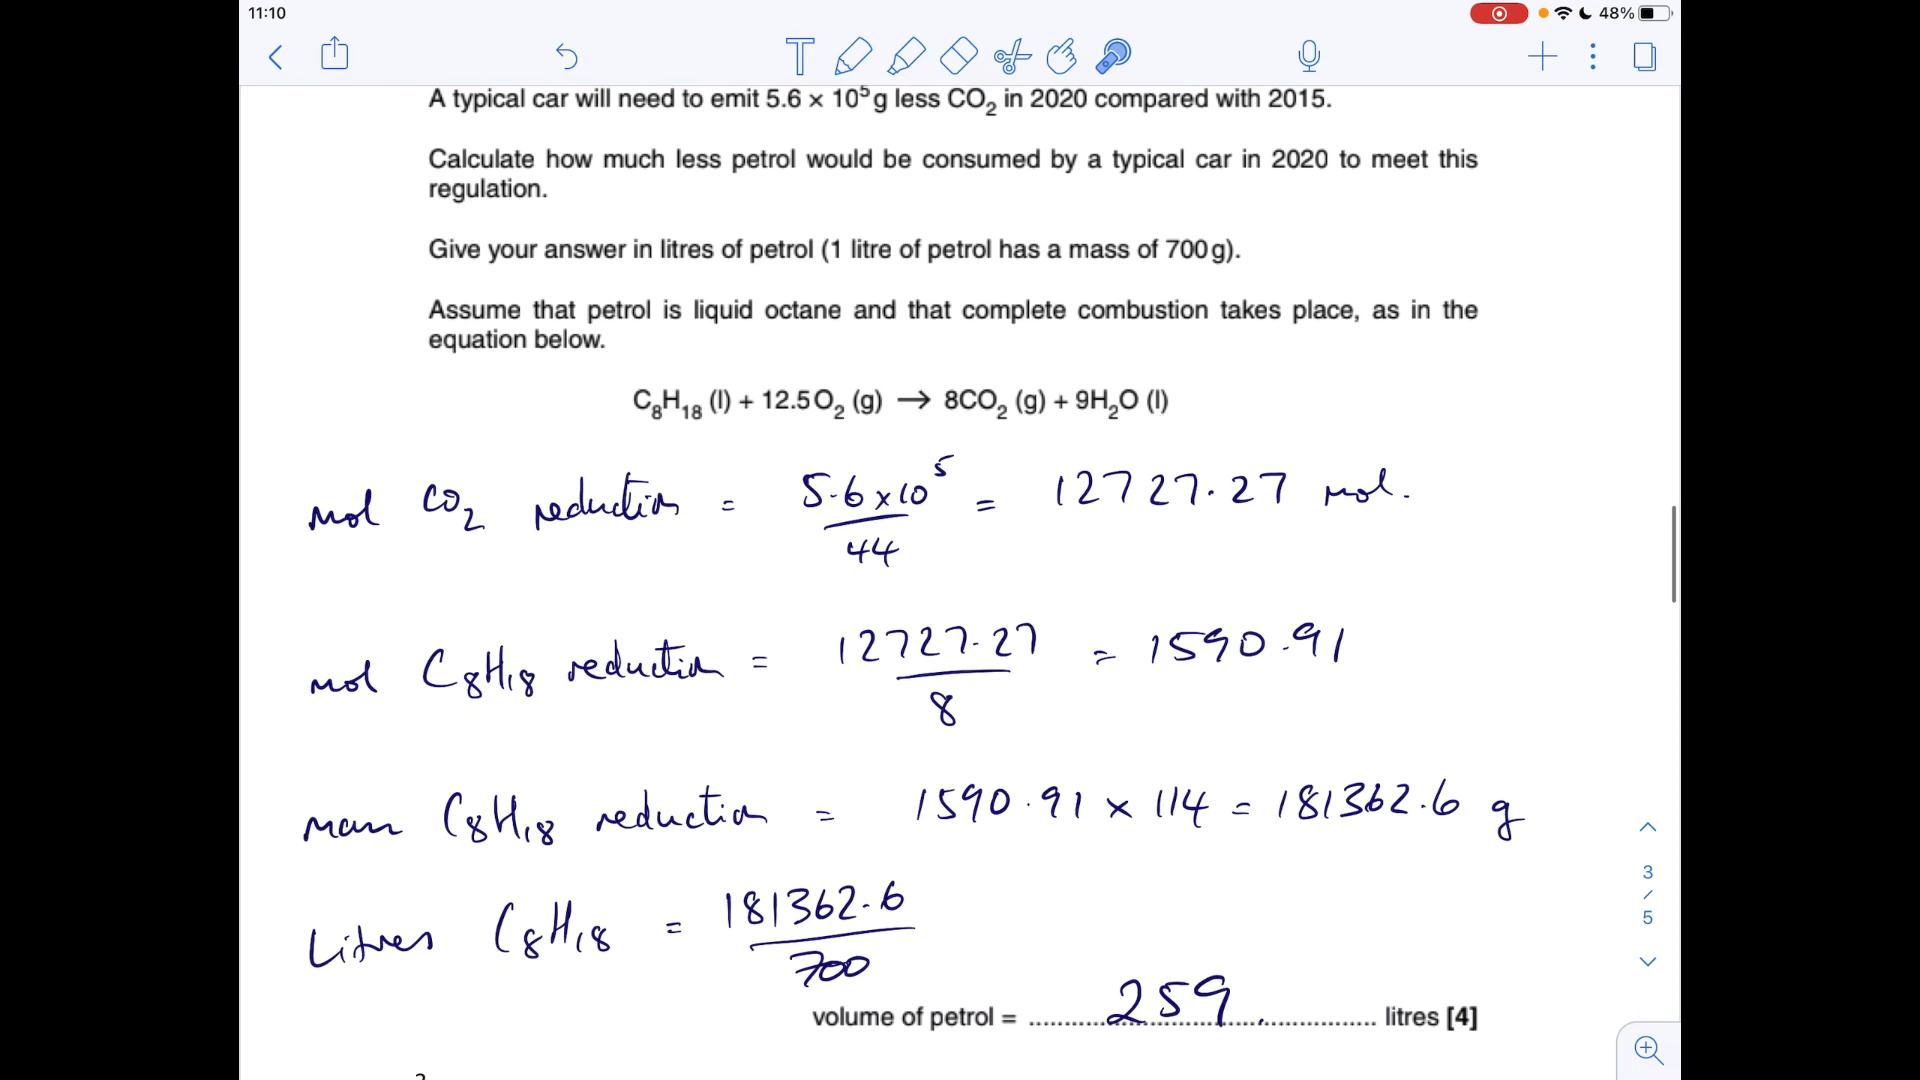 11:10
48%
A typical car will need to emit 5.6 × 10⁵ g less CO₂ in 2020 compared with 2015.
Calculate how much less petrol would be consumed by a typical car in 2020 to meet this
regulation.
Give your answer in litres of petrol (1 litre of petrol has a mass of 700 g).
Assume that petrol is liquid octane and that complete combustion takes place, as in the
equation below.
C₈H₁₈ (l) + 12.5 O₂ (g) → 8CO₂ (g) + 9H₂O (l)
mol CO₂ reduction = 5.6×10⁵ / 44 = 12727.27 mol.
mol C₈H₁₈ reduction = 12727.27 / 8 = 1590.91
mass C₈H₁₈ reduction = 1590.91 × 114 = 181362.6 g
Litres C₈H₁₈ = 181362.6 / 700
volume of petrol = 259 litres [4]
3 / 5